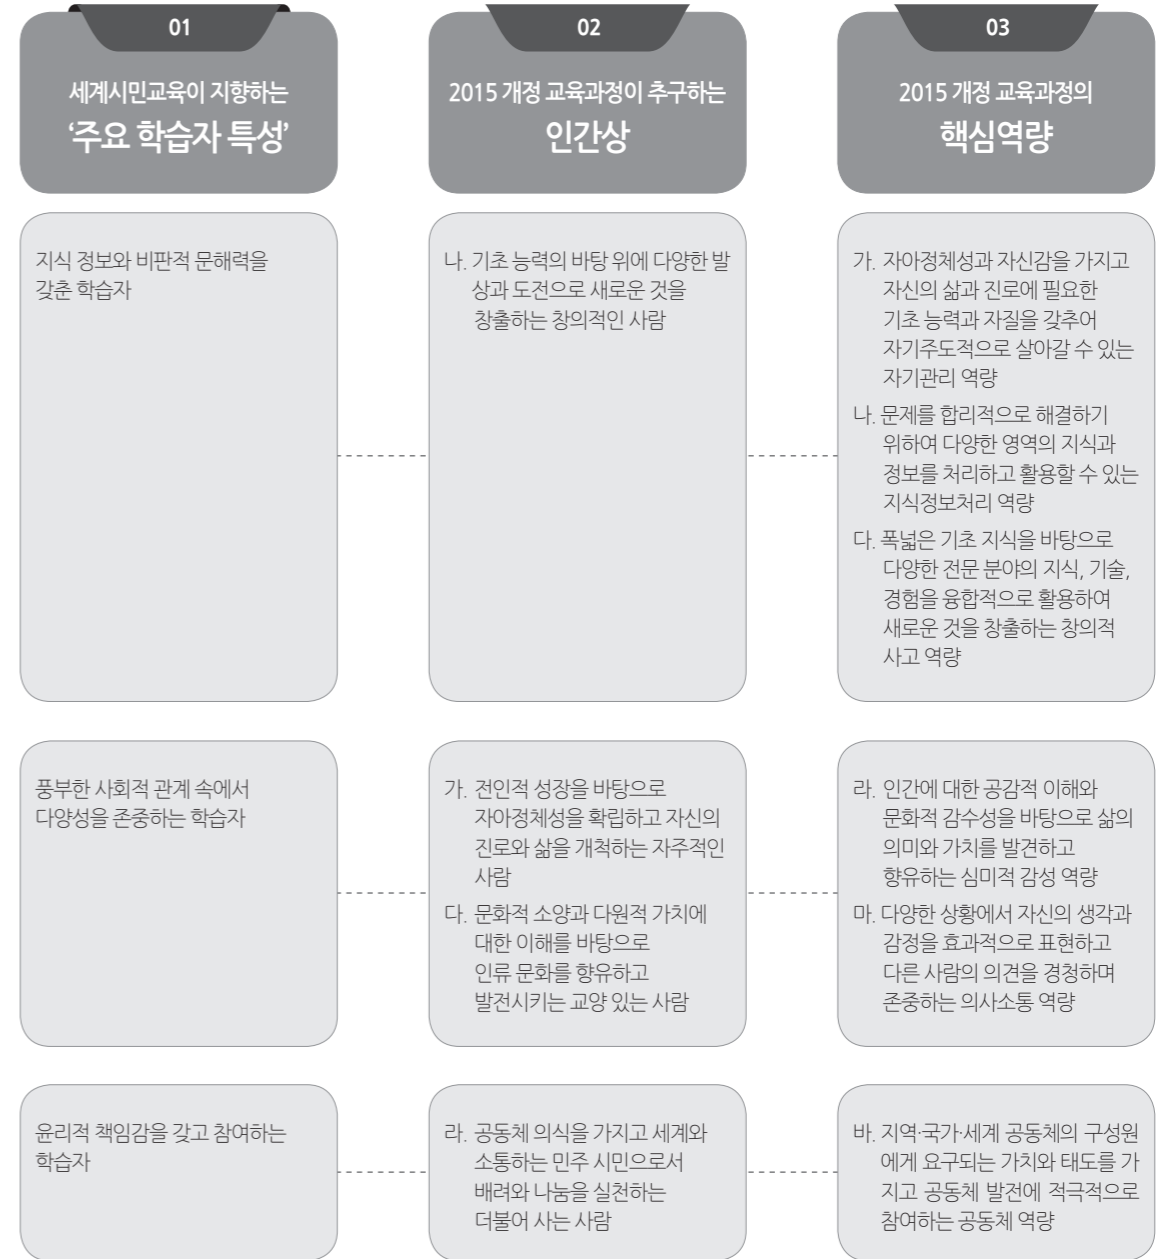 01
세계시민교육이 지향하는
‘주요 학습자 특성’
02
2015 개정 교육과정이 추구하는
인간상
03
2015 개정 교육과정의
핵심역량
지식 정보와 비판적 문해력을
갖춘 학습자
나. 기초 능력의 바탕 위에 다양한 발
상과 도전으로 새로운 것을
창출하는 창의적인 사람
가. 자아정체성과 자신감을 가지고
자신의 삶과 진로에 필요한
기초 능력과 자질을 갖추어
자기주도적으로 살아갈 수 있는
자기관리 역량
나. 문제를 합리적으로 해결하기
위하여 다양한 영역의 지식과
정보를 처리하고 활용할 수 있는
지식정보처리 역량
다. 폭넓은 기초 지식을 바탕으로
다양한 전문 분야의 지식, 기술,
경험을 융합적으로 활용하여
새로운 것을 창출하는 창의적
사고 역량
풍부한 사회적 관계 속에서
다양성을 존중하는 학습자
가. 전인적 성장을 바탕으로
자아정체성을 확립하고 자신의
진로와 삶을 개척하는 자주적인
사람
다. 문화적 소양과 다원적 가치에
대한 이해를 바탕으로
인류 문화를 향유하고
발전시키는 교양 있는 사람
라. 인간에 대한 공감적 이해와
문화적 감수성을 바탕으로 삶의
의미와 가치를 발견하고
향유하는 심미적 감성 역량
마. 다양한 상황에서 자신의 생각과
감정을 효과적으로 표현하고
다른 사람의 의견을 경청하며
존중하는 의사소통 역량
윤리적 책임감을 갖고 참여하는
학습자
라. 공동체 의식을 가지고 세계와
소통하는 민주 시민으로서
배려와 나눔을 실천하는
더불어 사는 사람
바. 지역·국가·세계 공동체의 구성원
에게 요구되는 가치와 태도를 가
지고 공동체 발전에 적극적으로
참여하는 공동체 역량